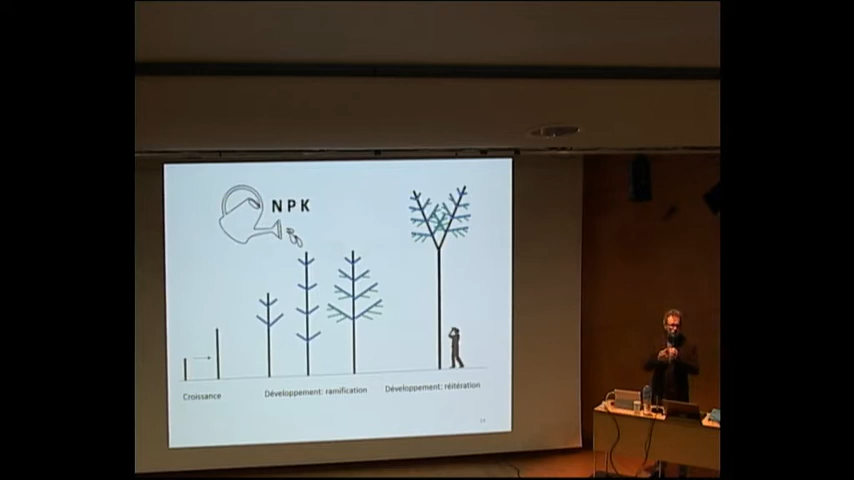 NPK
Croissance
Développement: ramification
Développement: réitération